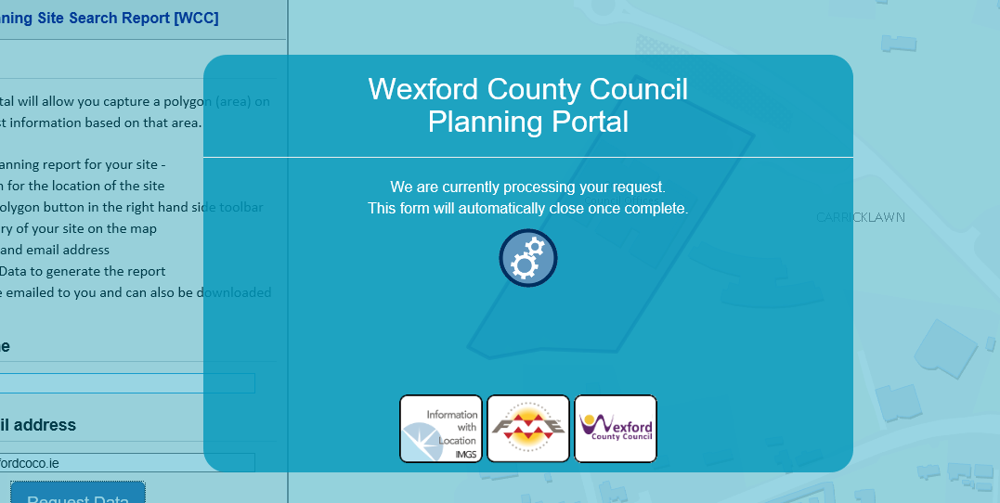 ning Site Search Report [WCC]
tal will allow you capture a polygon (area) on
t information based on that area.
anning report for your site -
n for the location of the site
olygon button in the right hand side toolbar
ry of your site on the map
and email address
Data to generate the report
e emailed to you and can also be downloaded
e
il address
fordcoco.ie
Request Data
Wexford County Council
Planning Portal
We are currently processing your request.
This form will automatically close once complete.
CARRICKLAWN
Information
with
Location
IMGS
FME
Wexford
County Council